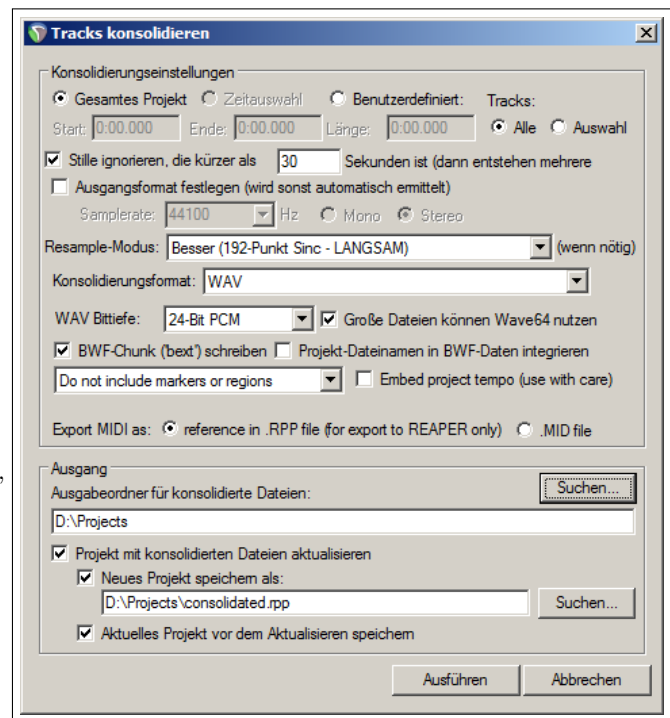 Tracks konsolidieren
Konsolidierungseinstellungen
Gesamtes Projekt Zeitauswahl Benutzerdefiniert: Tracks:
Start: 0:00.000 Ende: 0:00.000 Länge: 0:00.000 Alle Auswahl
Stille ignorieren, die kürzer als 30 Sekunden ist (dann entstehen mehrere
Ausgangsformat festlegen (wird sonst automatisch ermittelt)
Samplerate: 44100 Hz Mono Stereo
Resample-Modus: Besser (192-Punkt Sinc - LANGSAM) (wenn nötig)
Konsolidierungsformat: WAV
WAV Bittiefe: 24-Bit PCM Große Dateien können Wave64 nutzen
BWF-Chunk ('bext') schreiben Projekt-Dateinamen in BWF-Daten integrieren
Do not include markers or regions Embed project tempo (use with care)
Export MIDI as: reference in .RPP file (for export to REAPER only) .MID file
,
Ausgang
Ausgabeordner für konsolidierte Dateien: Suchen...
D:\Projects
Projekt mit konsolidierten Dateien aktualisieren
Neues Projekt speichern als:
D:\Projects\consolidated.rpp Suchen...
Aktuelles Projekt vor dem Aktualisieren speichern
Ausführen Abbrechen